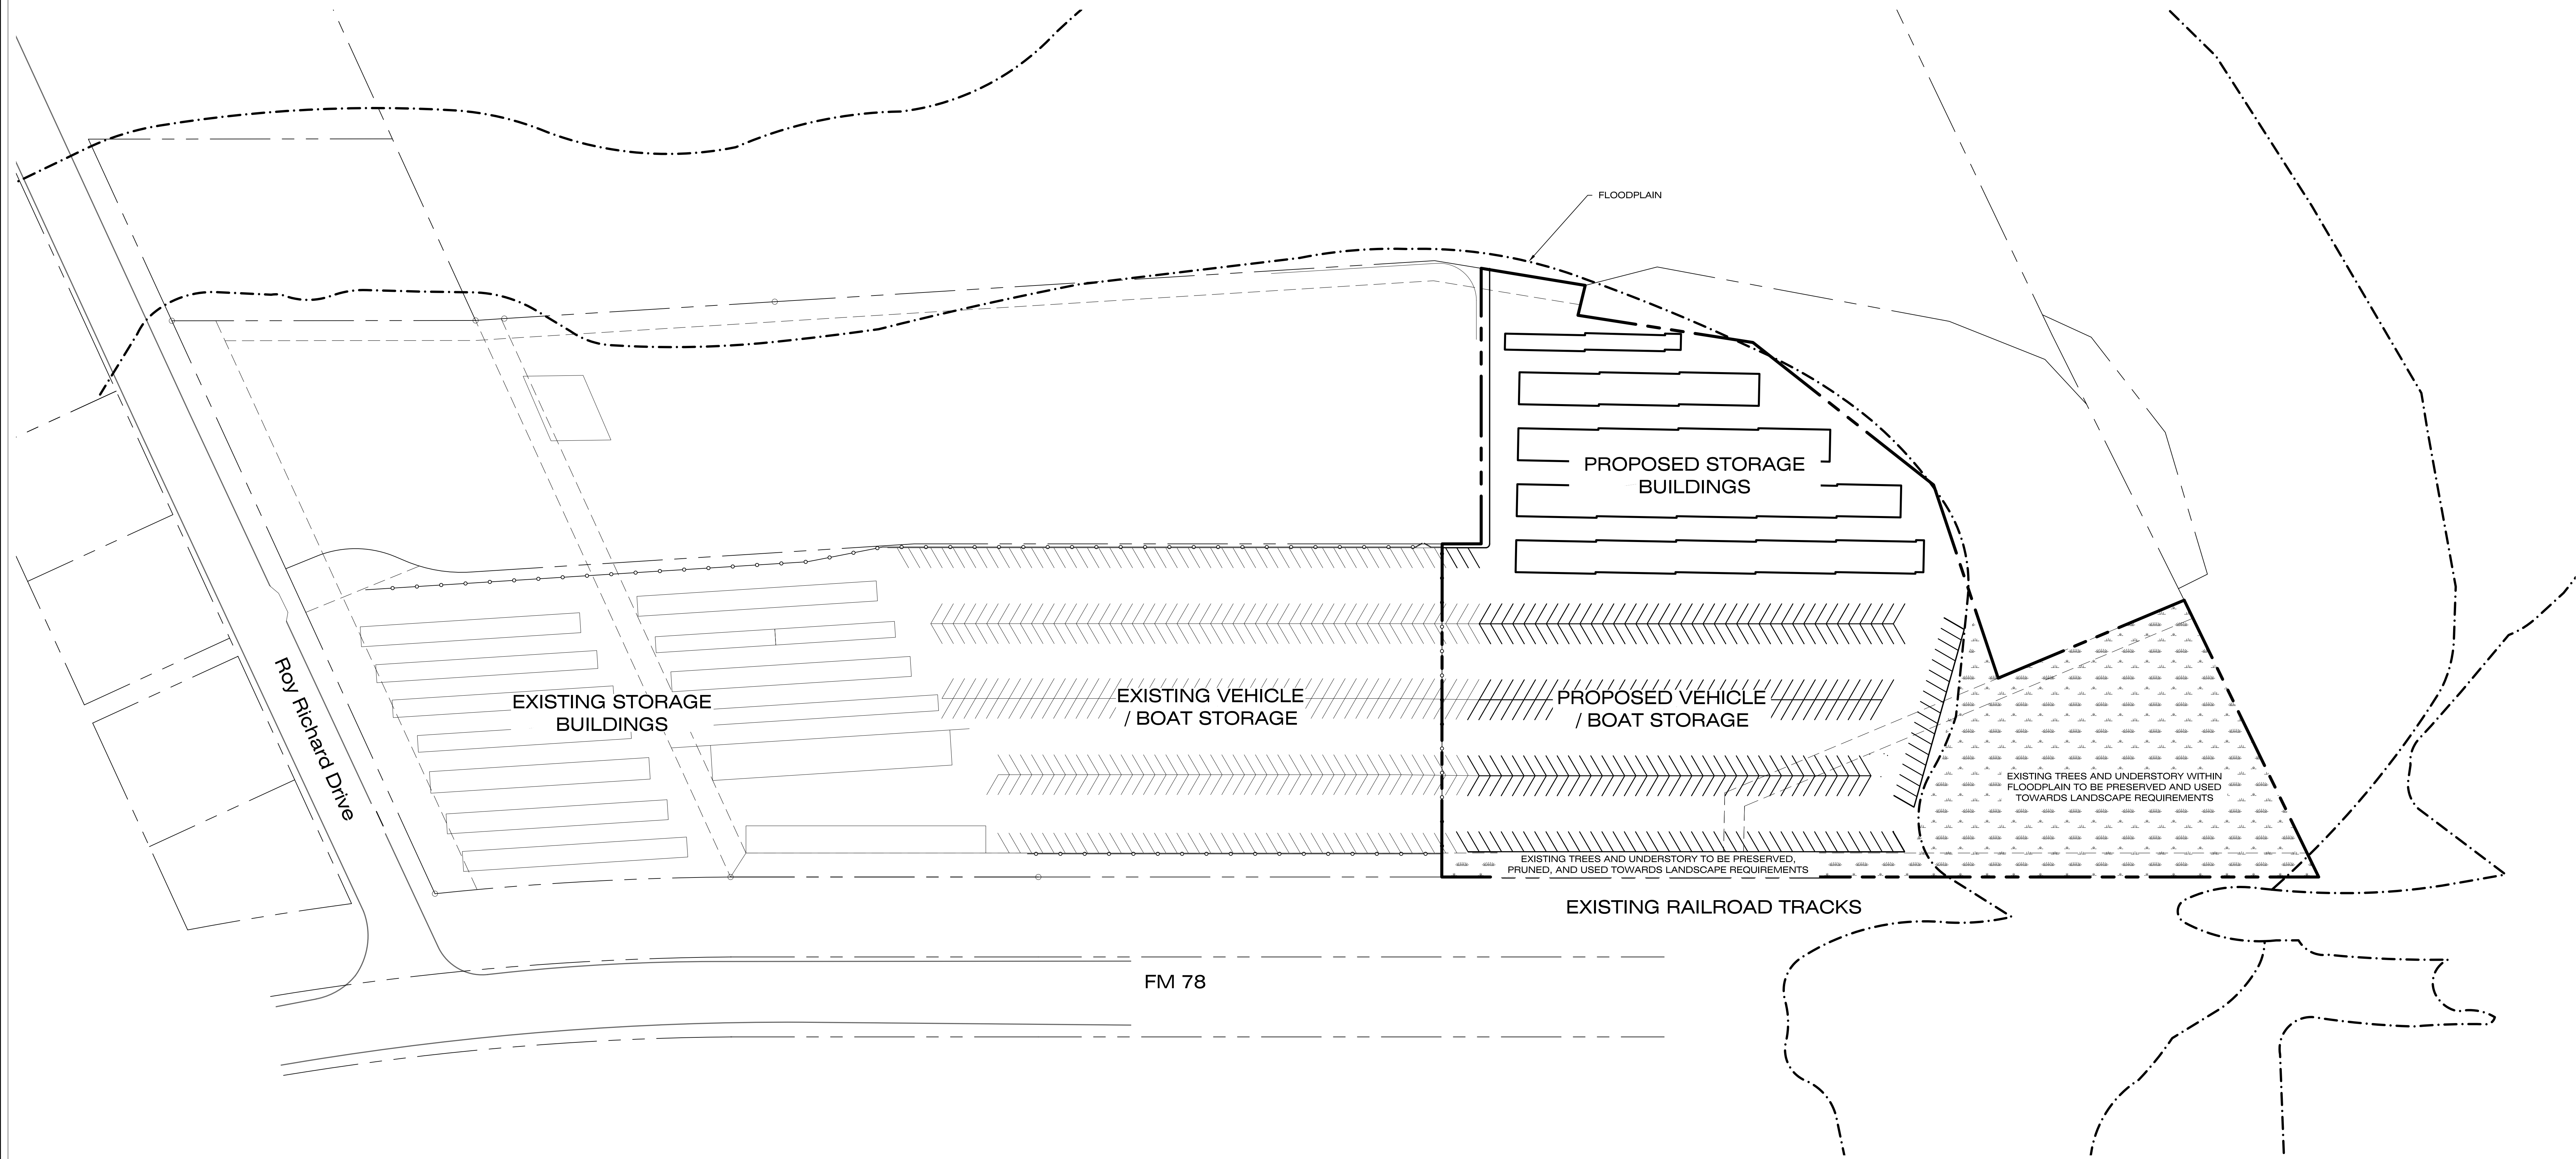 FLOODPLAIN
PROPOSED STORAGE
BUILDINGS
Roy Richard Drive
EXISTING STORAGE
BUILDINGS
EXISTING VEHICLE
/ BOAT STORAGE
PROPOSED VEHICLE
/ BOAT STORAGE
EXISTING TREES AND UNDERSTORY WITHIN
FLOODPLAIN TO BE PRESERVED AND USED
TOWARDS LANDSCAPE REQUIREMENTS
EXISTING TREES AND UNDERSTORY TO BE PRESERVED,
PRUNED, AND USED TOWARDS LANDSCAPE REQUIREMENTS
EXISTING RAILROAD TRACKS
FM 78